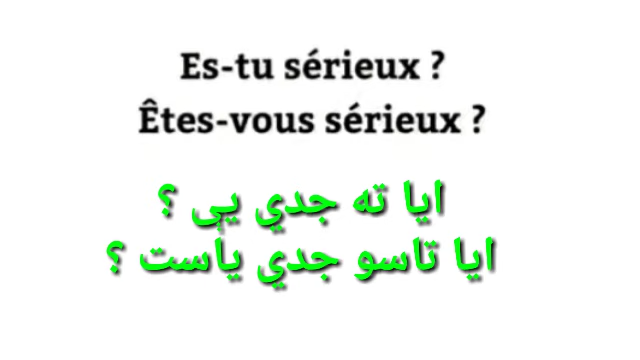 Es-tu sérieux ?
Êtes-vous sérieux ?
ایا ته جدي یې ؟
ایا تاسو جدي یاست ؟